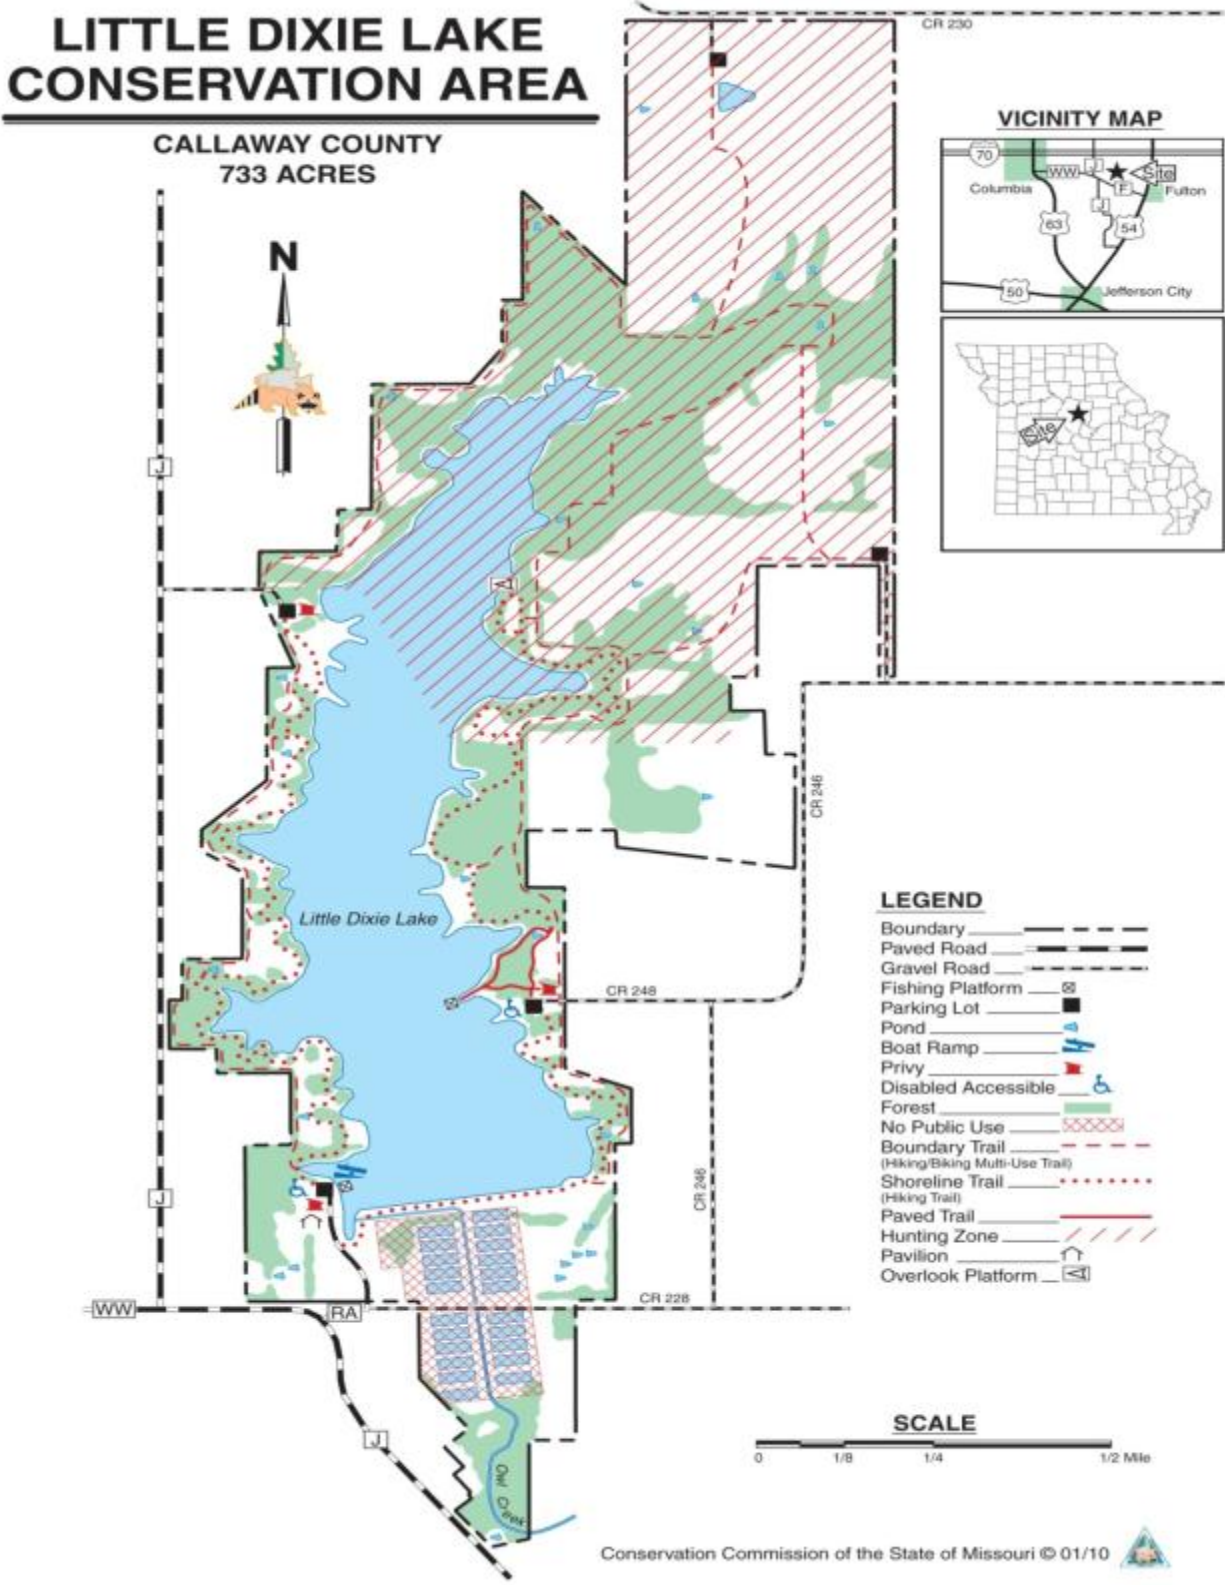 LITTLE DIXIE LAKE
CONSERVATION AREA
CALLAWAY COUNTY
733 ACRES
N
CR 230
VICINITY MAP
70
WW
J
Site
Columbia
F
Fulton
J
63
54
50
Jefferson City
Site
J
CR 246
Little Dixie Lake
CR 248
CR 246
J
CR 228
WW
RA
J
Owl Creek
LEGEND
Boundary
Paved Road
Gravel Road
Fishing Platform
Parking Lot
Pond
Boat Ramp
Privy
Disabled Accessible
Forest
No Public Use
Boundary Trail
(Hiking/Biking Multi-Use Trail)
Shoreline Trail
(Hiking Trail)
Paved Trail
Hunting Zone
Pavilion
Overlook Platform
SCALE
0 1/8 1/4 1/2 Mile
Conservation Commission of the State of Missouri © 01/10